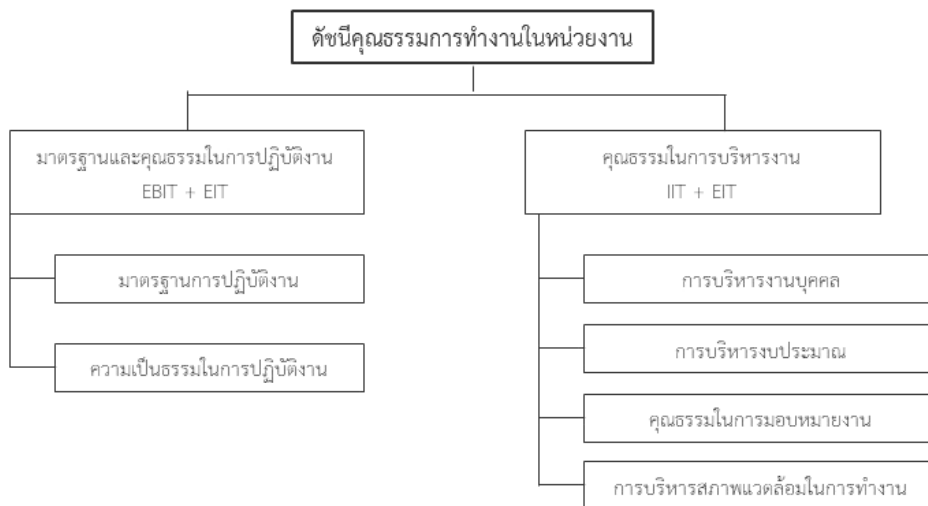 ดัชนีคุณธรรมการทำงานในหน่วยงาน
มาตรฐานและคุณธรรมในการปฏิบัติงาน
EBIT + EIT
มาตรฐานการปฏิบัติงาน
ความเป็นธรรมในการปฏิบัติงาน
คุณธรรมในการบริหารงาน
IIT + EIT
การบริหารงานบุคคล
การบริหารงบประมาณ
คุณธรรมในการมอบหมายงาน
การบริหารสภาพแวดล้อมในการทำงาน